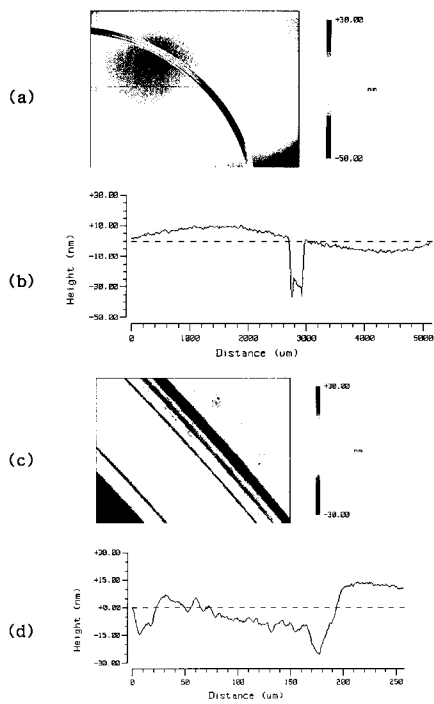 (a)
+30.00
nm
-50.00
(b)
Height (nm)
+30.00
+10.00
-10.00
-30.00
-50.00
0 1000 2000 3000 4000 5000
Distance (um)
(c)
+30.00
nm
-30.00
(d)
Height (nm)
+30.00
+15.00
+0.00
-15.00
-30.00
0 50 100 150 200 250
Distance (um)